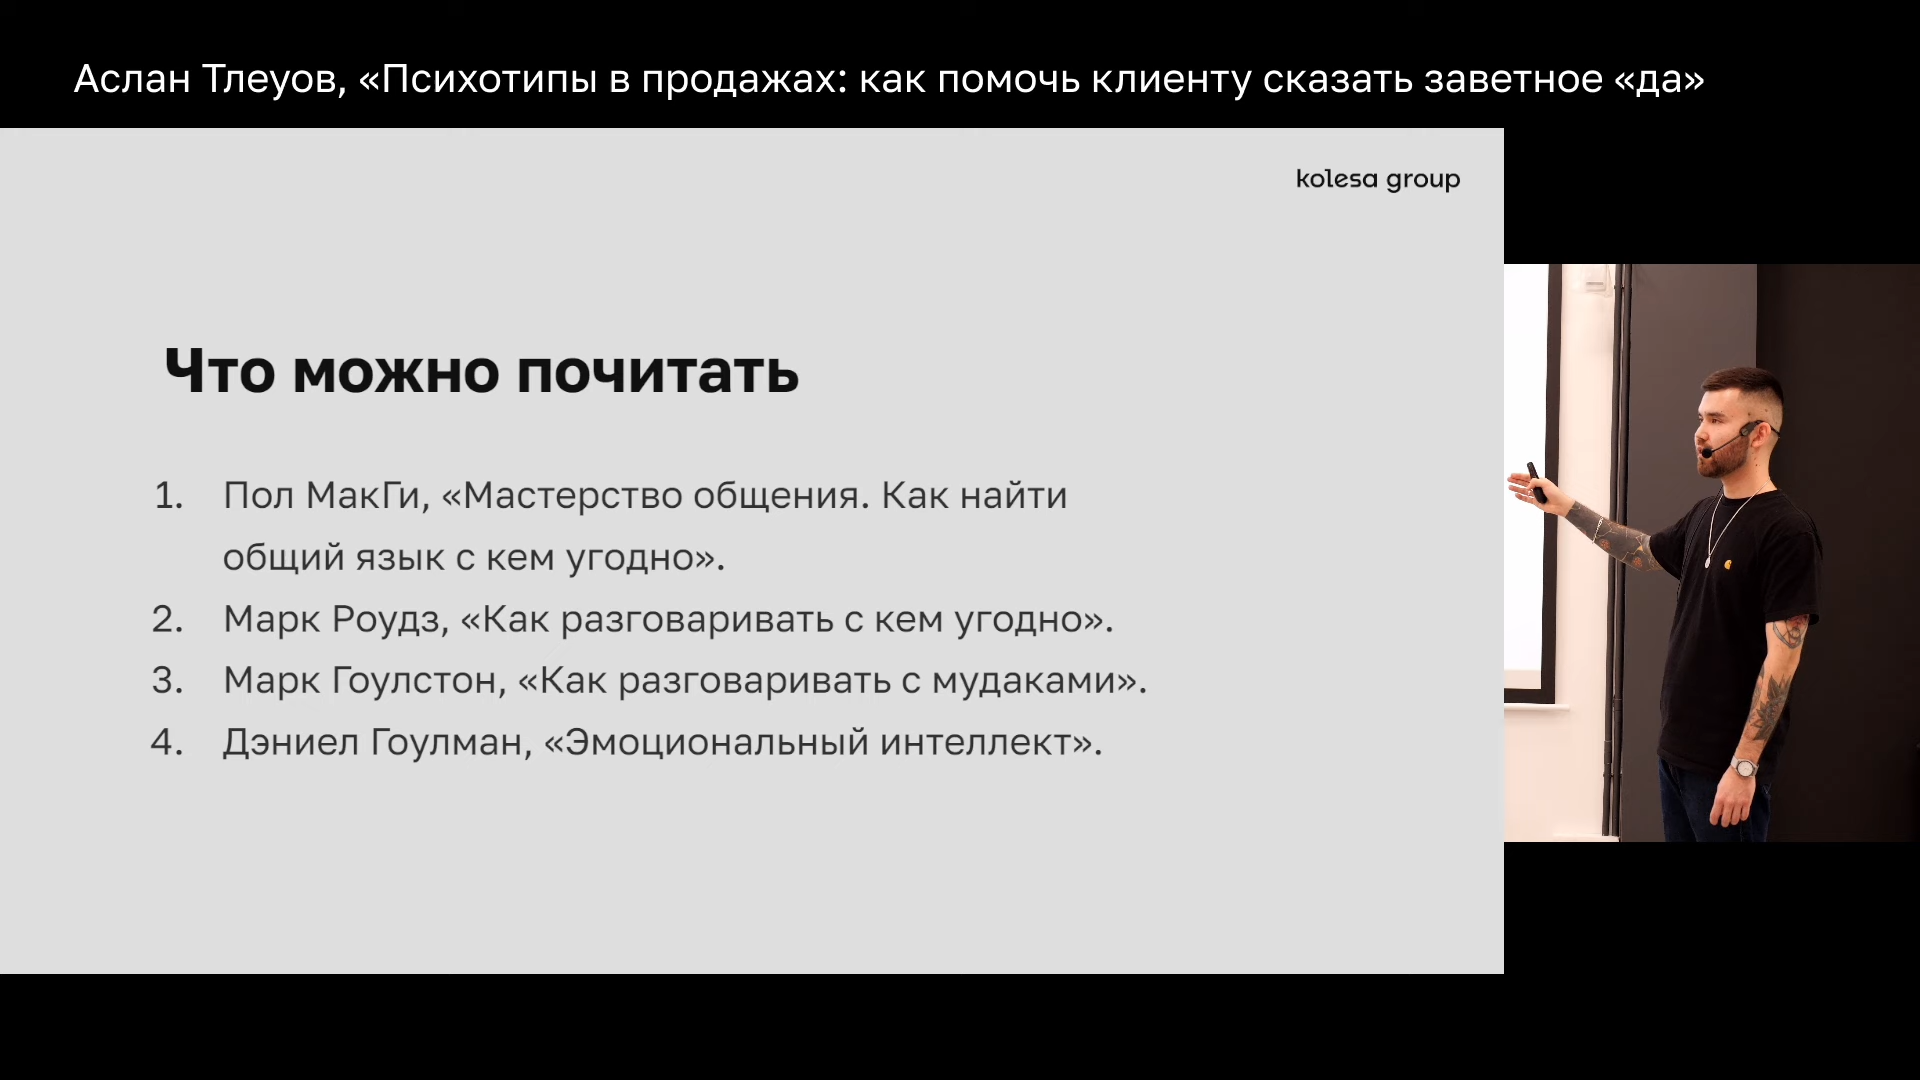 Аслан Тлеуов, «Психотипы в продажах: как помочь клиенту сказать заветное «да»
kolesa group
Что можно почитать
1. Пол МакГи, «Мастерство общения. Как найти
общий язык с кем угодно».
2. Марк Роудз, «Как разговаривать с кем угодно».
3. Марк Гоулстон, «Как разговаривать с мудаками».
4. Дэниел Гоулман, «Эмоциональный интеллект».